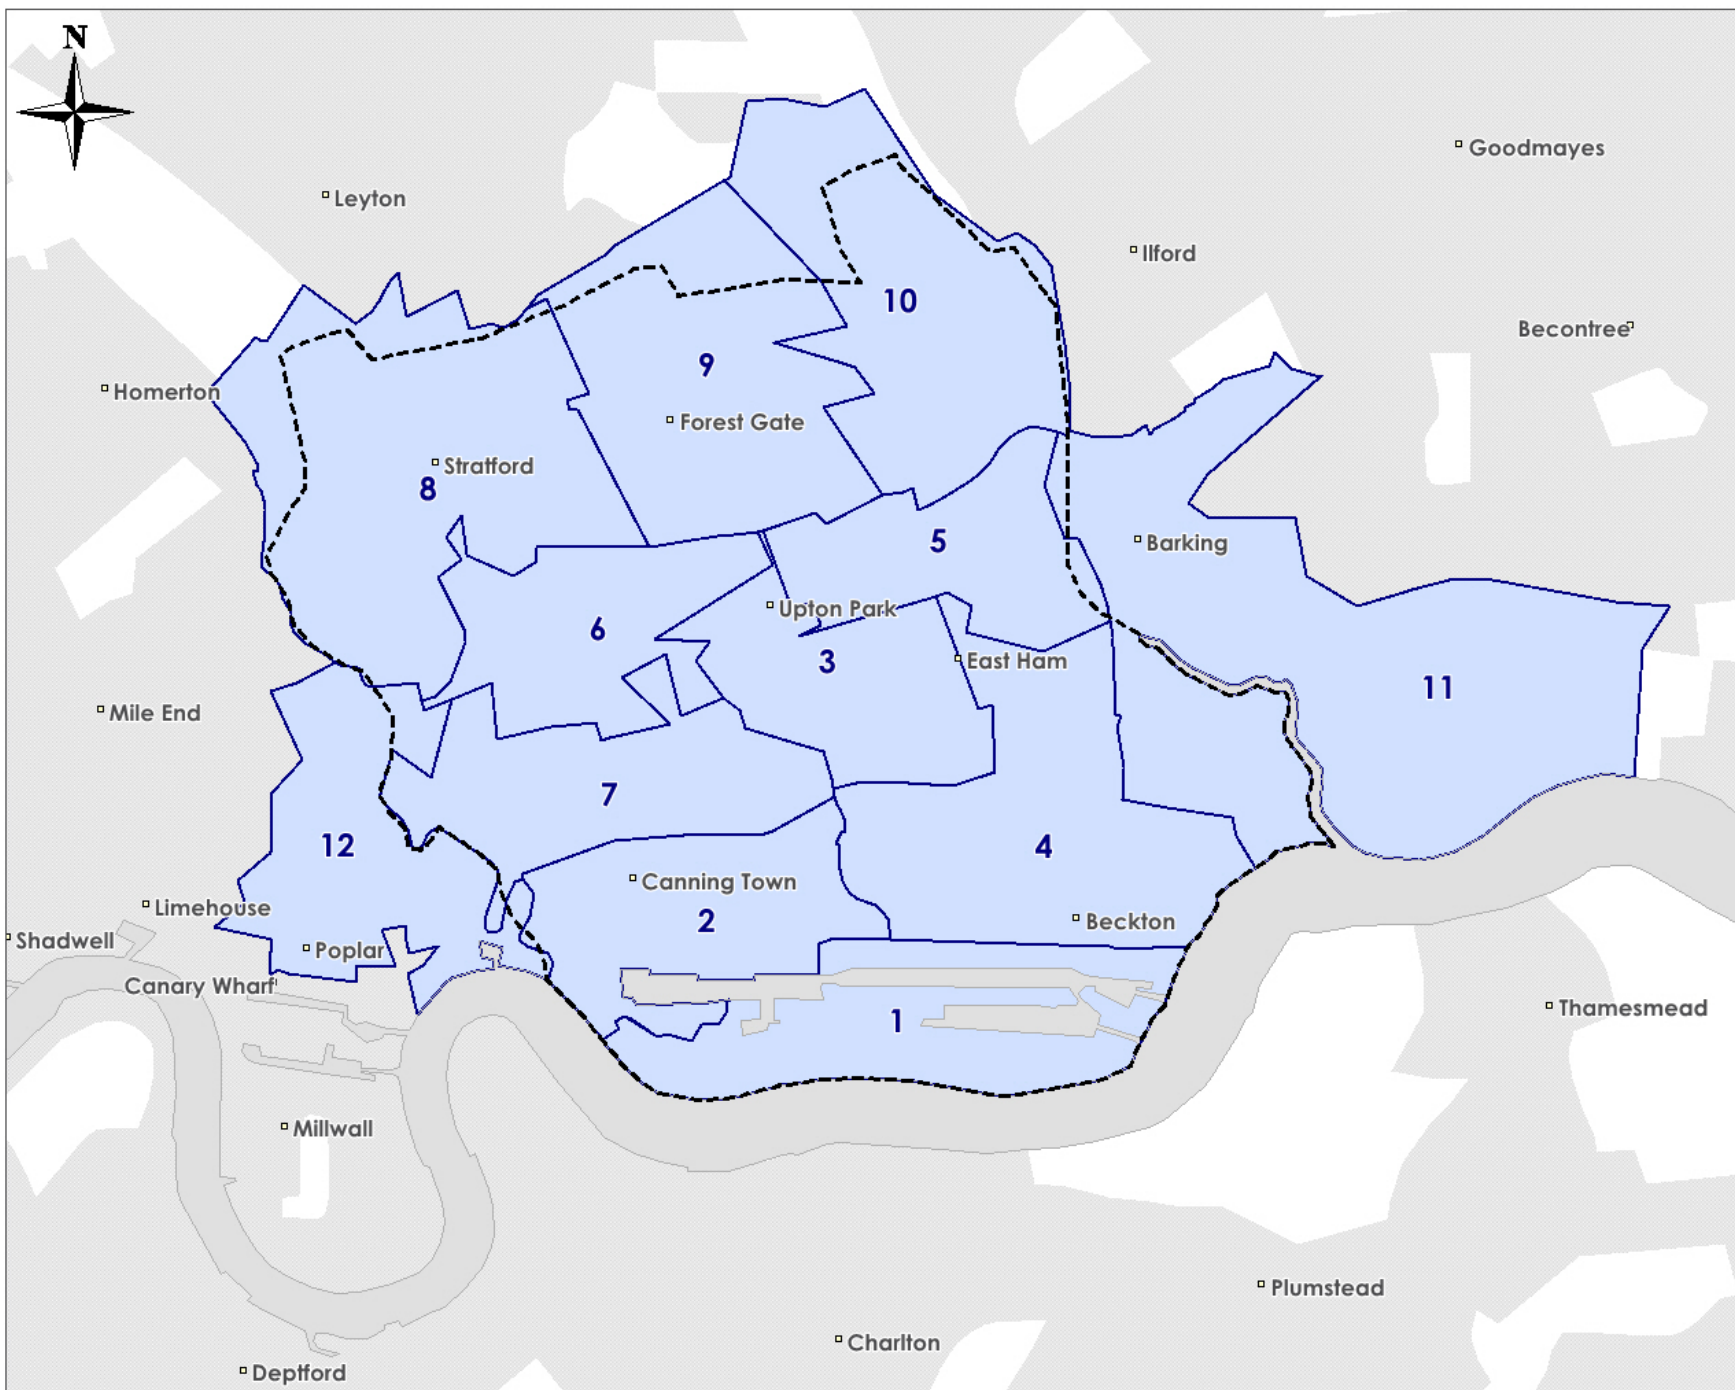 N
Goodmayes
Leyton
Ilford
10
Becontree
9
Homerton
Forest Gate
Stratford
8
5
Barking
Upton Park
6
3
East Ham
11
Mile End
7
12
4
Canning Town
Limehouse
2
Beckton
Shadwell
Poplar
Canary Wharf
1
Thamesmead
Millwall
Plumstead
Charlton
Deptford